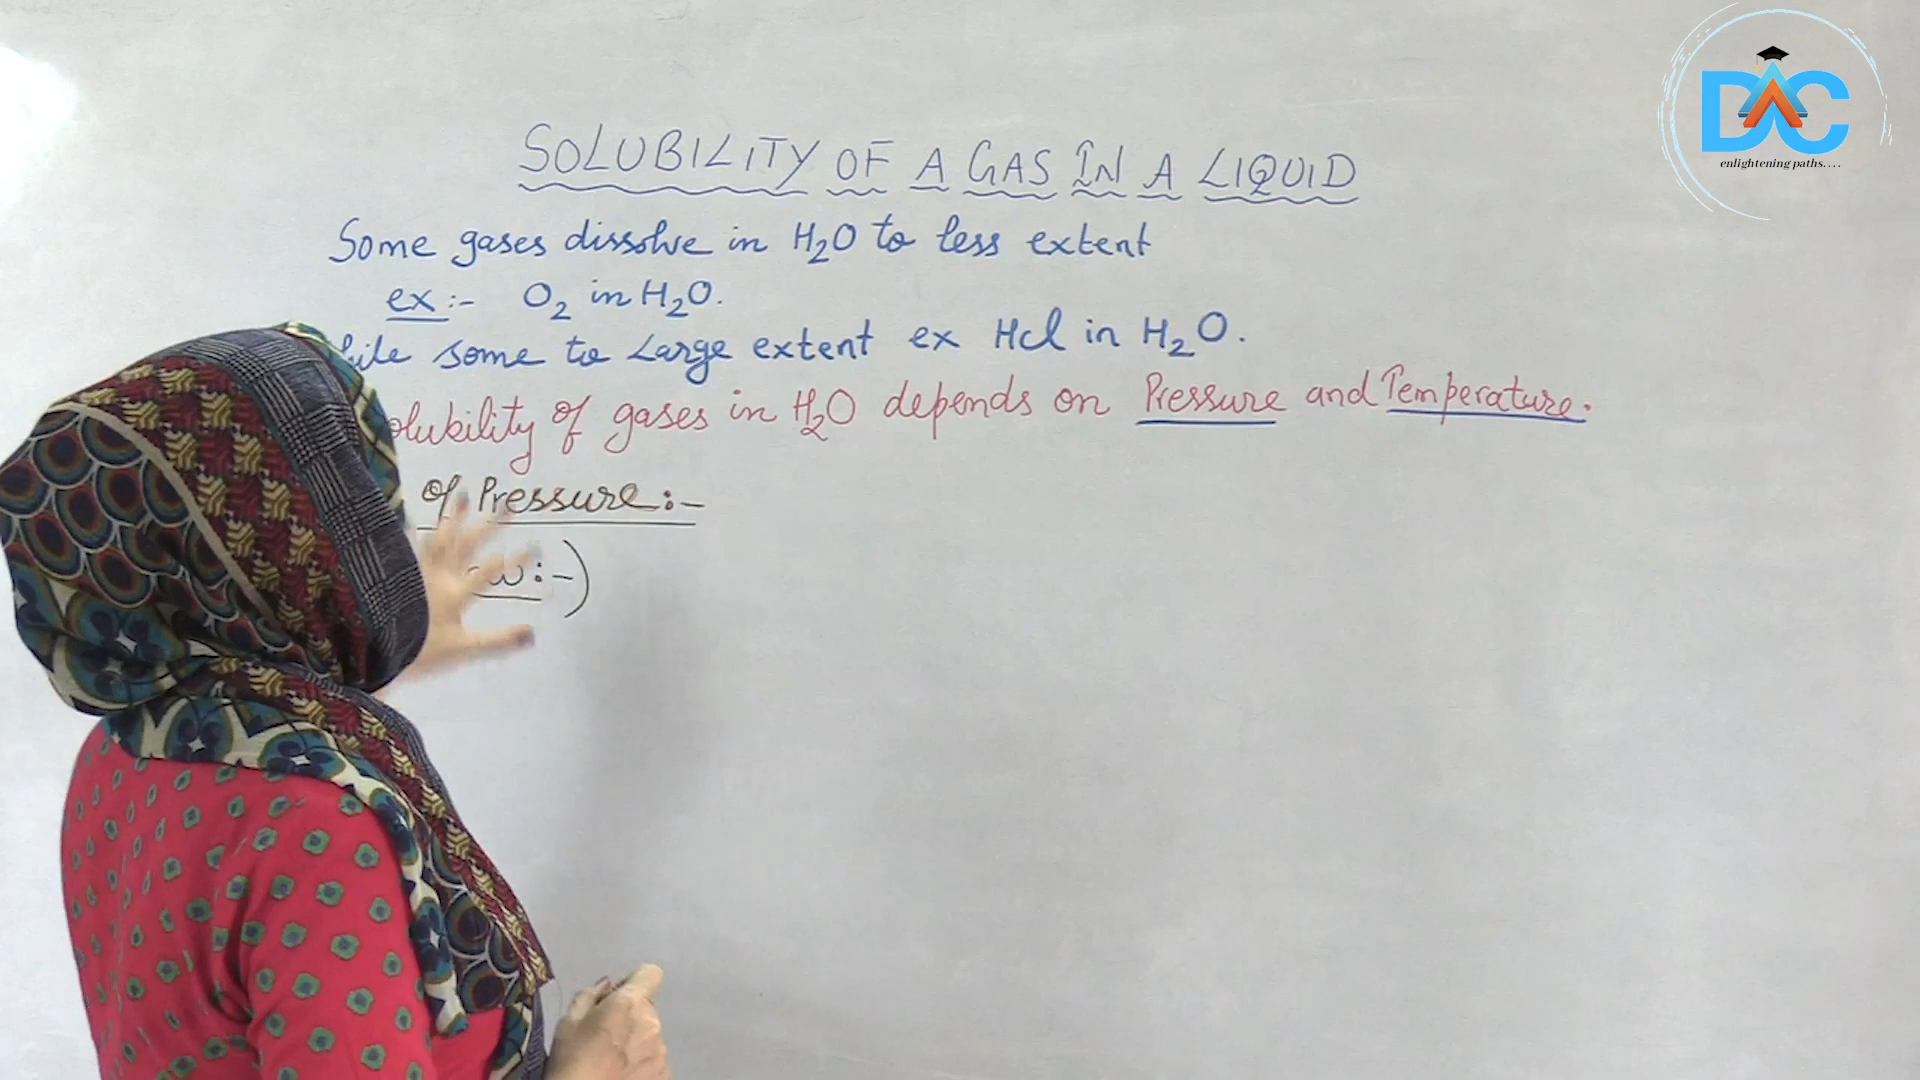 DAC
enlightening paths....
SOLUBILITY OF A GAS IN A LIQUID
Some gases dissolve in H2O to less extent
ex :- O2 in H2O.
some to Large extent ex Hcl in H2O.
of gases in H2O depends on Pressure and Temperature.
of Pressure :-